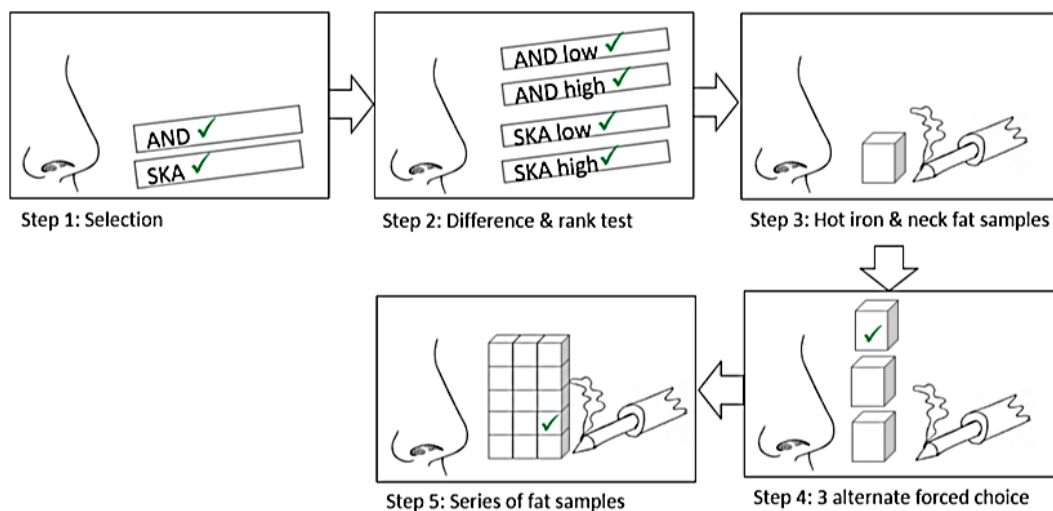 AND
SKA
Step 1: Selection
AND low
AND high
SKA low
SKA high
Step 2: Difference & rank test
Step 3: Hot iron & neck fat samples
Step 4: 3 alternate forced choice
Step 5: Series of fat samples